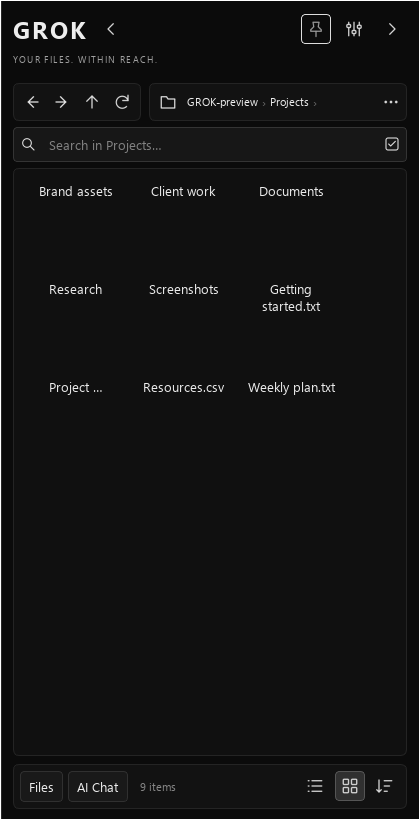 GROK
YOUR FILES. WITHIN REACH.
GROK-preview › Projects ›
Search in Projects...
Brand assets
Client work
Documents
Research
Screenshots
Getting
started.txt
Project ...
Resources.csv
Weekly plan.txt
Files
AI Chat
9 items